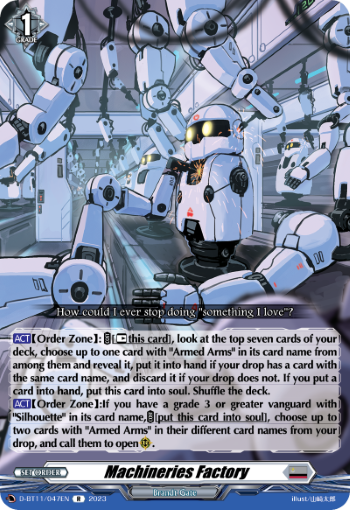 1
GRADE
How could I ever stop doing "something I love"?
ACT【Order Zone】:[this card], look at the top seven cards of your
deck, choose up to one card with "Armed Arms" in its card name from
among them and reveal it, put it into hand if your drop has a card with
the same card name, and discard it if your drop does not. If you put a
card into hand, put this card into soul. Shuffle the deck.
ACT【Order Zone】:If you have a grade 3 or greater vanguard with
"Silhouette" in its card name,[put this card into soul], choose up to
two cards with "Armed Arms" in their different card names from your
drop, and call them to open.
SET ORDER
Machineries Factory
Brandt Gate
D-BT11/047EN R 2023
illust/山崎太郎